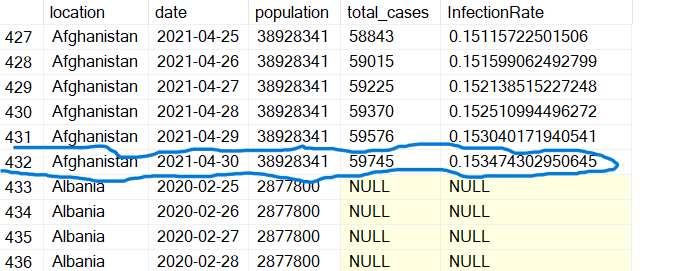 location date population total_cases InfectionRate
427 Afghanistan 2021-04-25 38928341 58843 0.15115722501506
428 Afghanistan 2021-04-26 38928341 59015 0.151599062492799
429 Afghanistan 2021-04-27 38928341 59225 0.152138515227248
430 Afghanistan 2021-04-28 38928341 59370 0.152510994496272
431 Afghanistan 2021-04-29 38928341 59576 0.153040171940541
432 Afghanistan 2021-04-30 38928341 59745 0.153474302950645
433 Albania 2020-02-25 2877800 NULL NULL
434 Albania 2020-02-26 2877800 NULL NULL
435 Albania 2020-02-27 2877800 NULL NULL
436 Albania 2020-02-28 2877800 NULL NULL